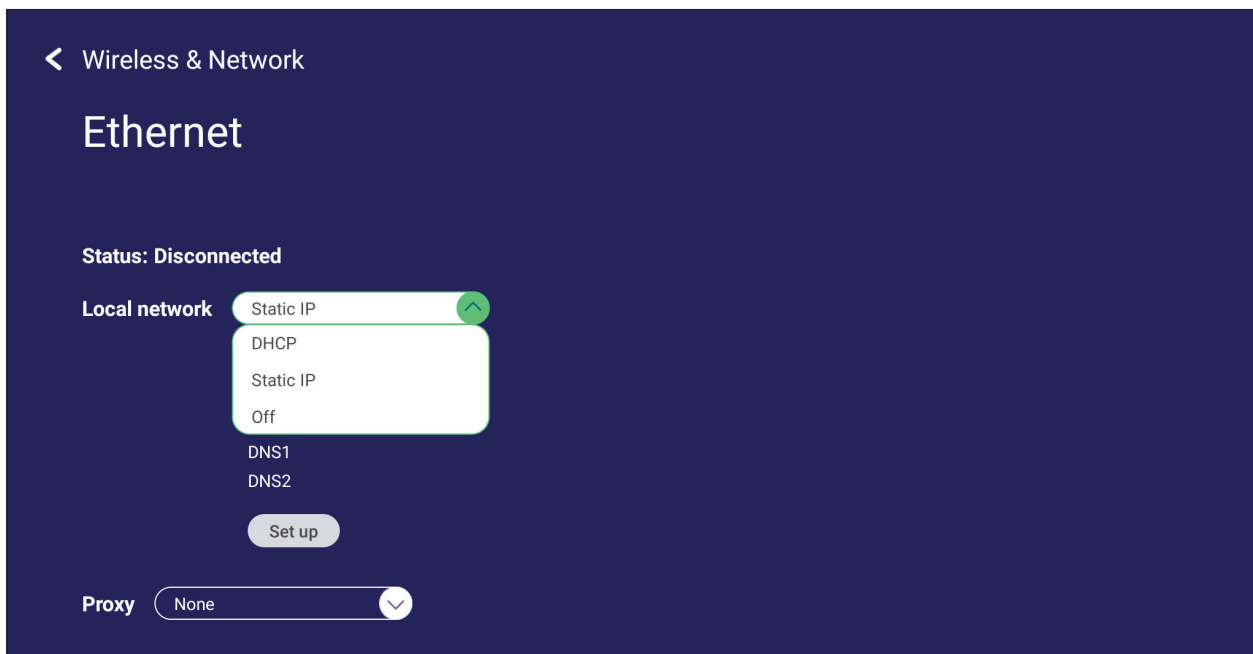 Wireless & Network
Ethernet
Status: Disconnected
Local network Static IP
DHCP
Static IP
Off
DNS1
DNS2
Set up
Proxy None